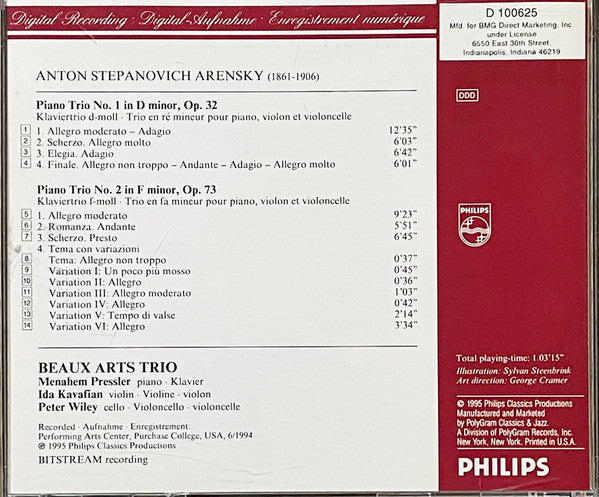 Digital Recording · Digital-Aufnahme · Enregistrement numérique
D 100625
Mfd. for BMG Direct Marketing, Inc.
under License
6550 East 30th Street,
Indianapolis, Indiana 46219
DDD
ANTON STEPANOVICH ARENSKY (1861-1906)
Piano Trio No. 1 in D minor, Op. 32
Klaviertrio d-moll · Trio en ré mineur pour piano, violon et violoncelle
1 1. Allegro moderato – Adagio 12'35"
2 2. Scherzo. Allegro molto 6'03"
3 3. Elegia. Adagio 6'42"
4 4. Finale. Allegro non troppo – Andante – Adagio – Allegro molto 6'01"
Piano Trio No. 2 in F minor, Op. 73
Klaviertrio f-moll · Trio en fa mineur pour piano, violon et violoncelle
5 1. Allegro moderato 9'23"
6 2. Romanza. Andante 5'51"
7 3. Scherzo. Presto 6'45"
4. Tema con variazioni
8 Tema: Allegro non troppo 0'37"
9 Variation I: Un poco più mosso 0'45"
10 Variation II: Allegro 0'36"
11 Variation III: Allegro moderato 1'03"
12 Variation IV: Allegro 0'42"
13 Variation V: Tempo di valse 2'14"
14 Variation VI: Allegro 3'34"
PHILIPS
BEAUX ARTS TRIO
Menahem Pressler piano · Klavier
Ida Kavafian violin · Violine · violon
Peter Wiley cello · Violoncello · violoncelle
Recorded · Aufnahme · Enregistrement:
Performing Arts Center, Purchase College, USA, 6/1994
℗ 1995 Philips Classics Productions
BITSTREAM recording
Total playing-time: 1.03'15"
Illustration: Sylvan Steenbrink
Art direction: George Cramer
© 1995 Philips Classics Productions
Manufactured and Marketed
by PolyGram Classics & Jazz.
A Division of PolyGram Records, Inc.
New York, New York. Printed in U.S.A.
PHILIPS